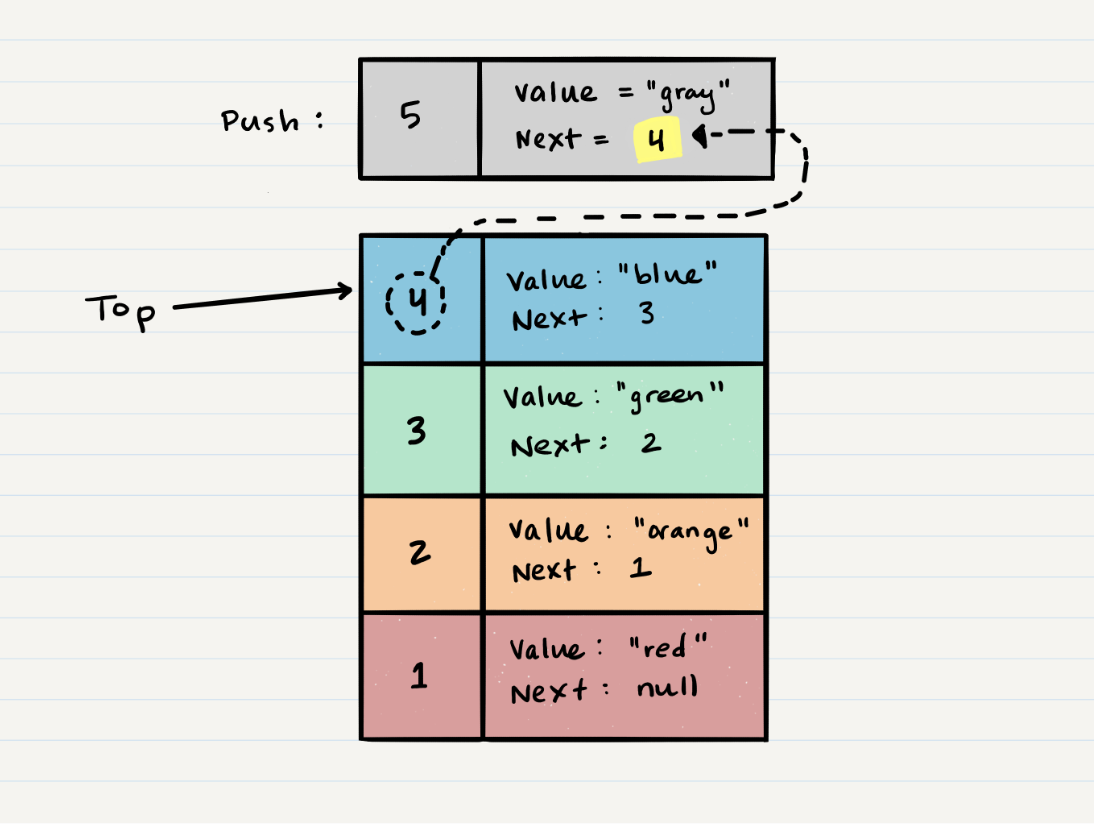 Push :
5
Value = "gray"
Next = 4
Top
4
Value : "blue"
Next : 3
3
Value : "green"
Next : 2
2
Value : "orange"
Next : 1
1
Value : "red"
Next : null